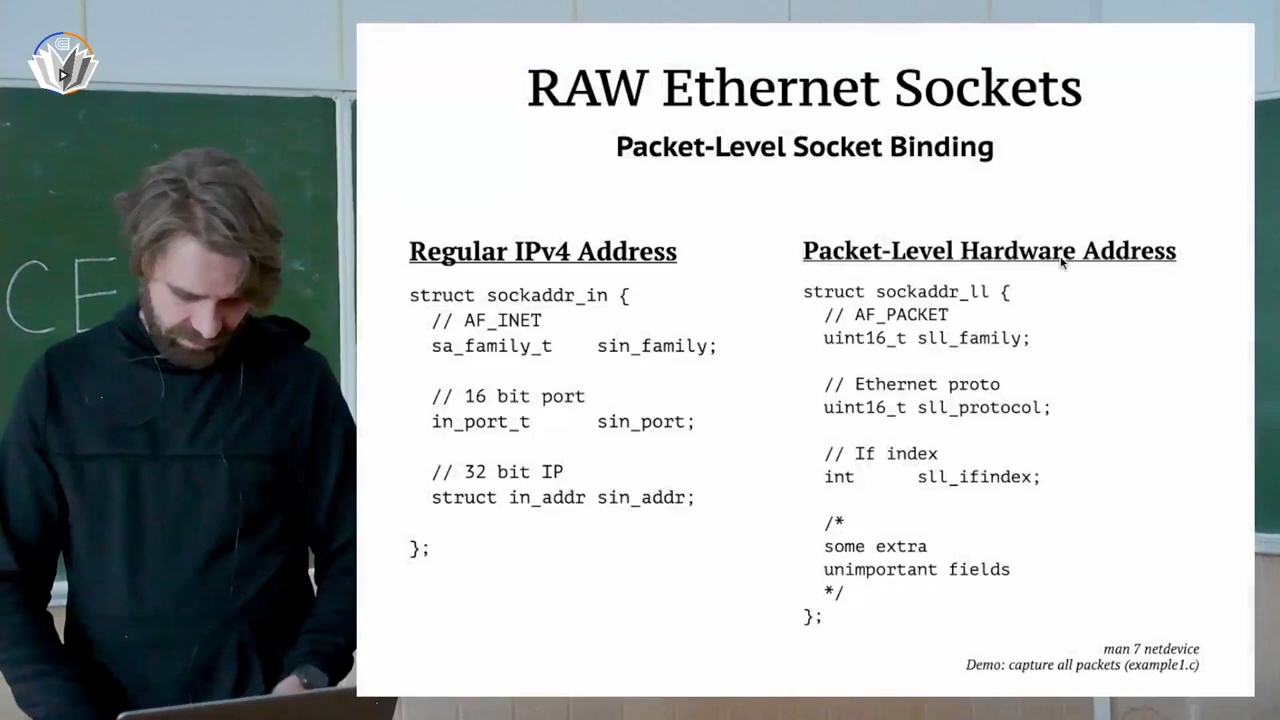 RAW Ethernet Sockets
Packet-Level Socket Binding
CE
Regular IPv4 Address
struct sockaddr_in {
// AF_INET
sa_family_t sin_family;
// 16 bit port
in_port_t sin_port;
// 32 bit IP
struct in_addr sin_addr;
};
Packet-Level Hardware Address
struct sockaddr_ll {
// AF_PACKET
uint16_t sll_family;
// Ethernet proto
uint16_t sll_protocol;
// If index
int sll_ifindex;
/*
some extra
unimportant fields
*/
};
man 7 netdevice
Demo: capture all packets (example1.c)